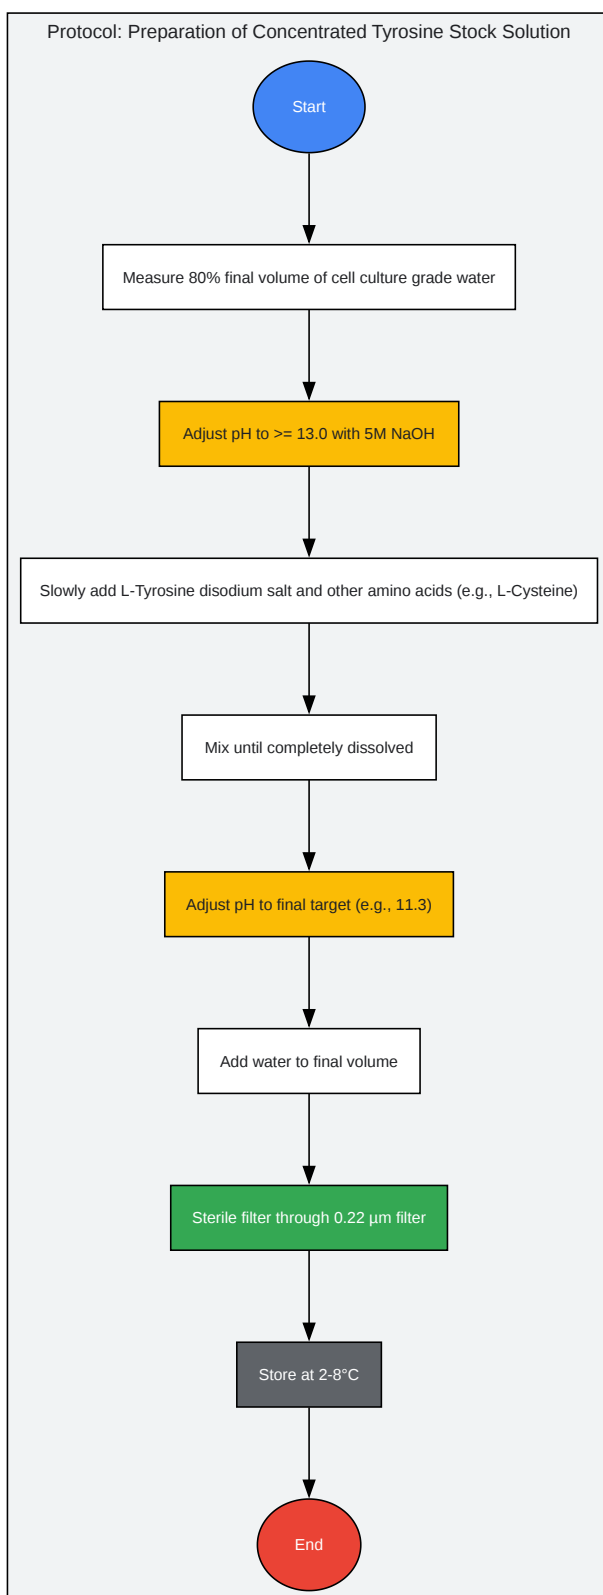 Protocol: Preparation of Concentrated Tyrosine Stock Solution
Start
Measure 80% final volume of cell culture grade water
Adjust pH to >= 13.0 with 5M NaOH
Slowly add L-Tyrosine disodium salt and other amino acids (e.g., L-Cysteine)
Mix until completely dissolved
Adjust pH to final target (e.g., 11.3)
Add water to final volume
Sterile filter through 0.22 µm filter
Store at 2-8°C
End